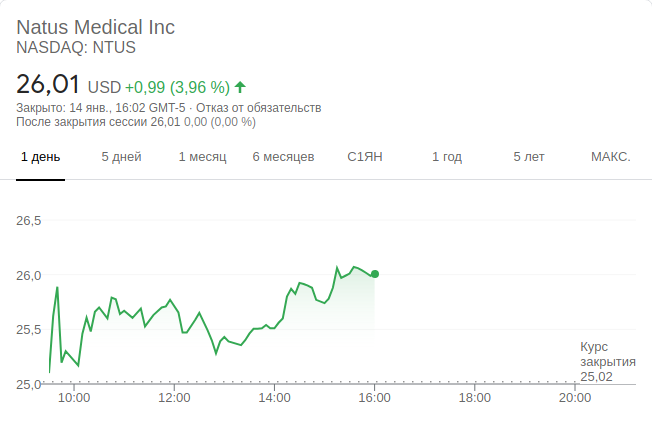 Natus Medical Inc
NASDAQ: NTUS
26,01 USD +0,99 (3,96 %)
Закрыто: 14 янв., 16:02 GMT-5 · Отказ от обязательств
После закрытия сессии 26,01 0,00 (0,00 %)
1 день 5 дней 1 месяц 6 месяцев С1ЯН 1 год 5 лет МАКС.
26,5
26,0
25,5
25,0
Курс
закрытия
25,02
10:00 12:00 14:00 16:00 18:00 20:00